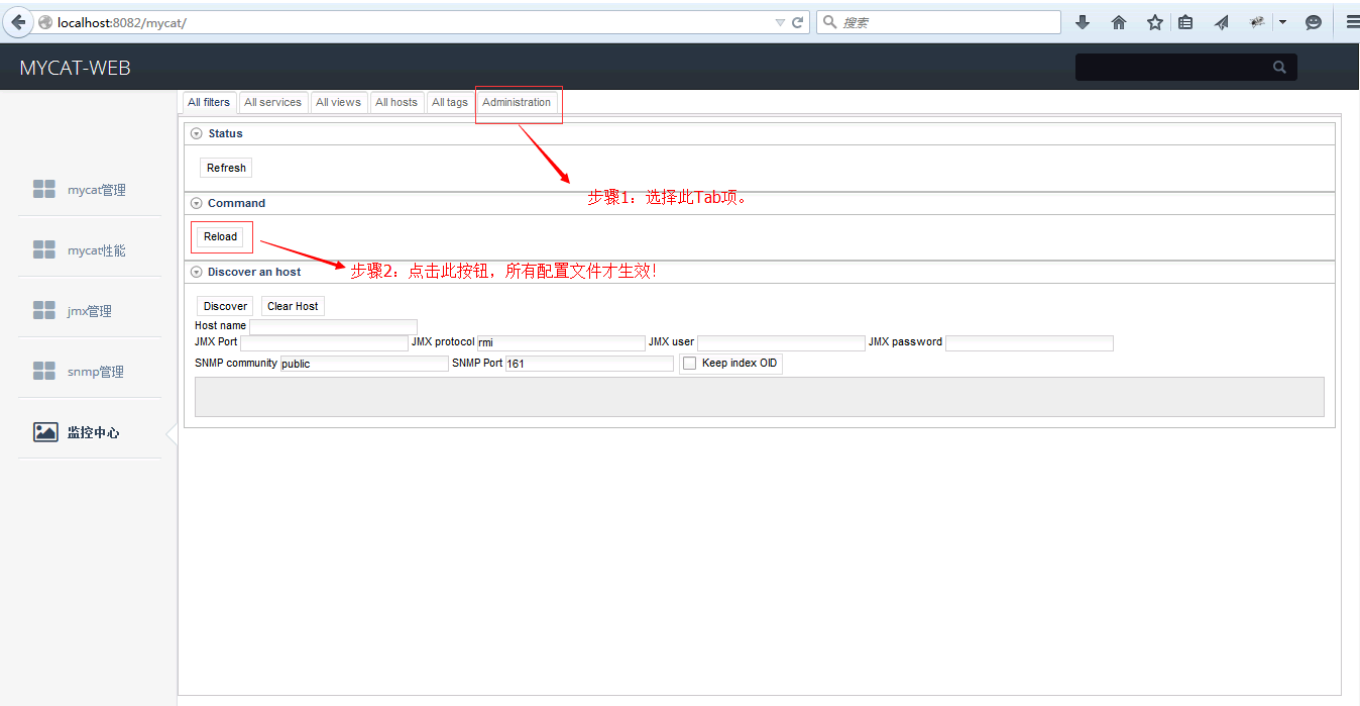 localhost:8082/mycat/
搜索
MYCAT-WEB
All filters All services All views All hosts All tags Administration
Status
Refresh
步骤1：选择此Tab项。
Command
Reload
步骤2：点击此按钮，所有配置文件才生效！
Discover an host
Discover Clear Host
Host name
JMX Port JMX protocol rmi JMX user JMX password
SNMP community public SNMP Port 161 Keep index OID
mycat管理
mycat性能
jmx管理
snmp管理
监控中心